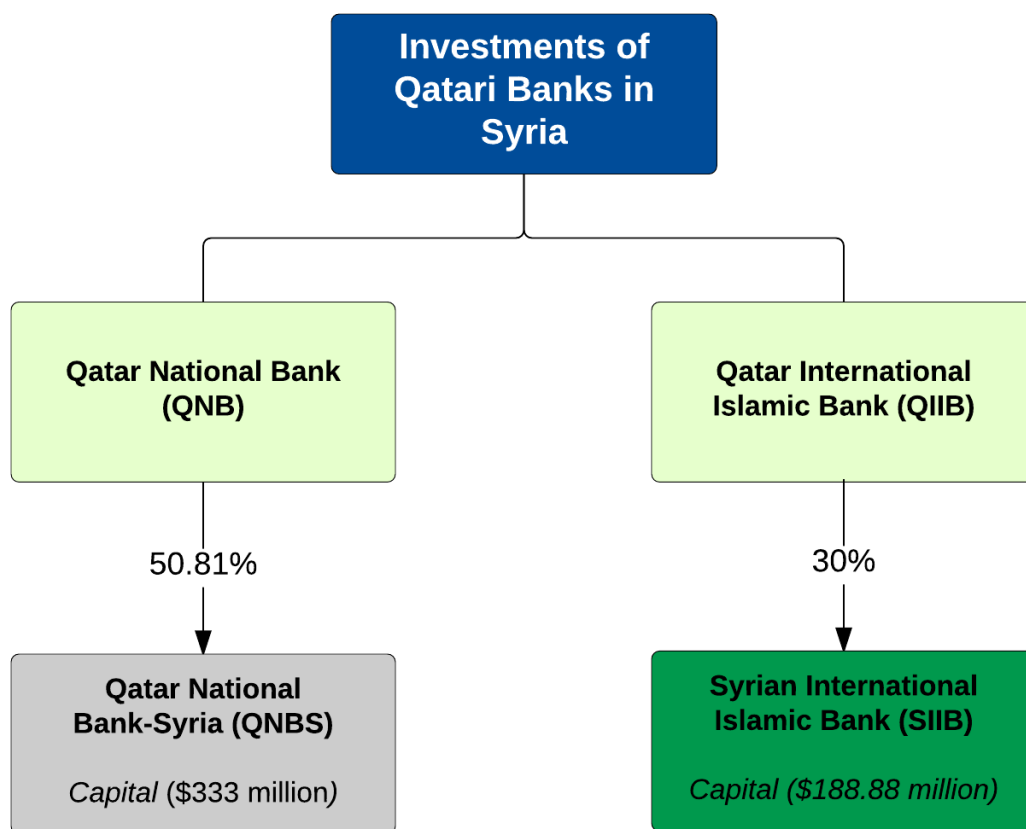 Investments of
Qatari Banks in
Syria
Qatar National Bank
(QNB)
Qatar International
Islamic Bank (QIIB)
50.81%
30%
Qatar National
Bank-Syria (QNBS)
Capital ($333 million)
Syrian International
Islamic Bank (SIIB)
Capital ($188.88 million)